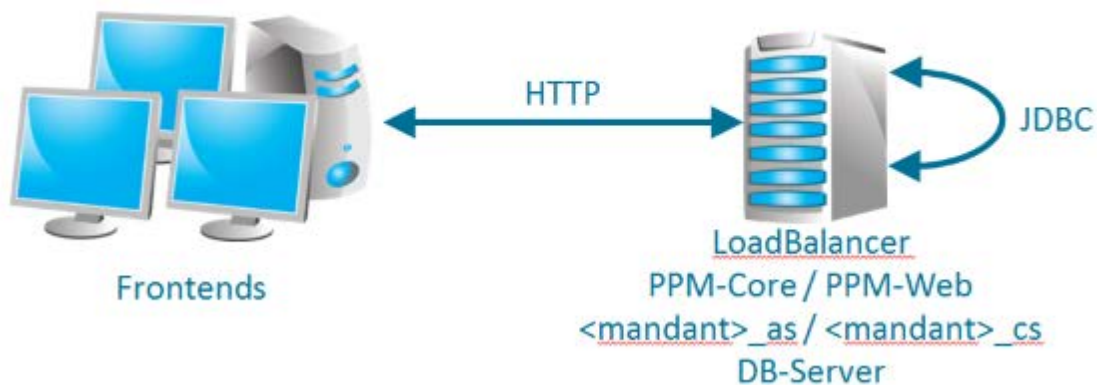 HTTP
JDBC
Frontends
LoadBalancer
PPM-Core / PPM-Web
<mandant>_as / <mandant>_cs
DB-Server